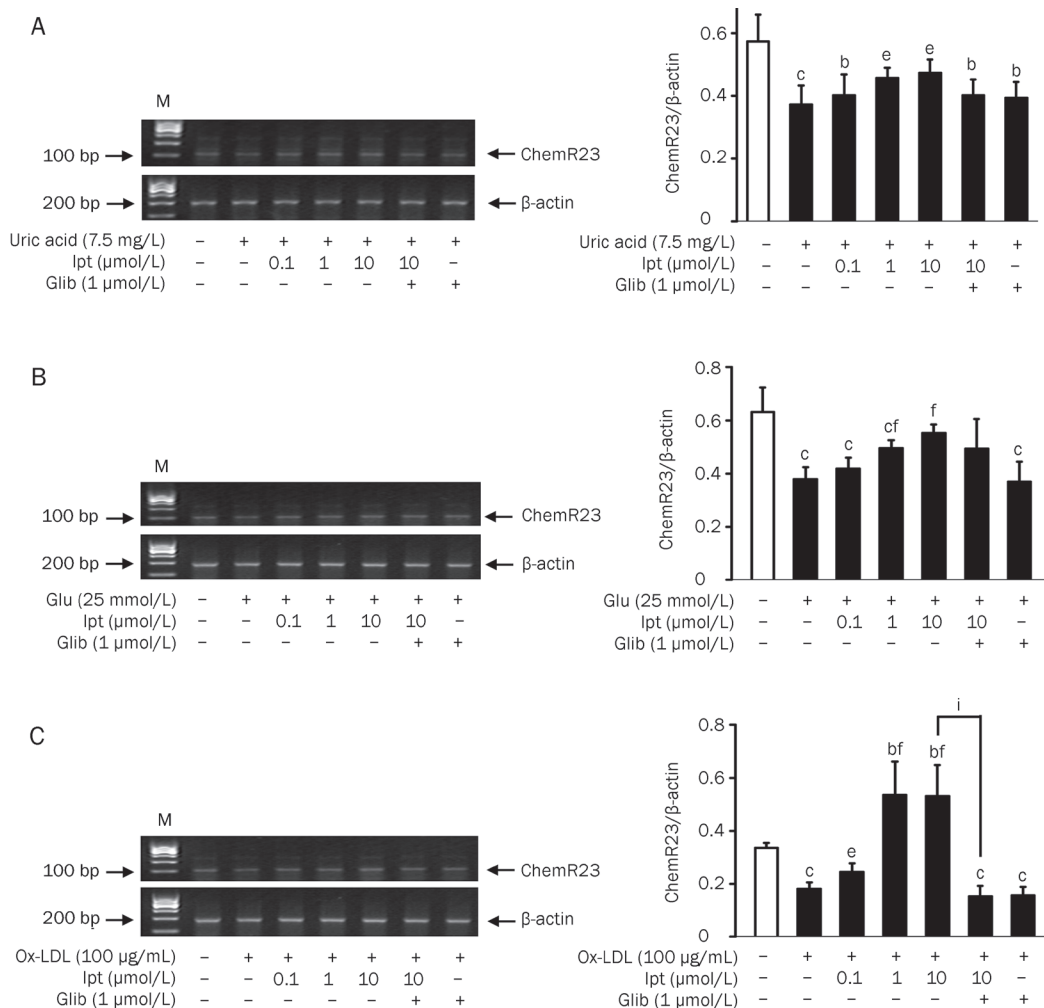 A
M
100 bp
ChemR23
200 bp
β-actin
Uric acid (7.5 mg/L) – + + + + + +
Ipt (μmol/L) – – 0.1 1 10 10 –
Glib (1 μmol/L) – – – – – + +
ChemR23/β-actin
0.6
0.4
0.2
0
c b e e b b
Uric acid (7.5 mg/L) – + + + + + +
Ipt (μmol/L) – – 0.1 1 10 10 –
Glib (1 μmol/L) – – – – – + +
B
M
100 bp
ChemR23
200 bp
β-actin
Glu (25 mmol/L) – + + + + + +
Ipt (μmol/L) – – 0.1 1 10 10 –
Glib (1 μmol/L) – – – – – + +
ChemR23/β-actin
0.8
0.6
0.4
0.2
0
c c cf f c
Glu (25 mmol/L) – + + + + + +
Ipt (μmol/L) – – 0.1 1 10 10 –
Glib (1 μmol/L) – – – – – + +
C
M
100 bp
ChemR23
200 bp
β-actin
Ox-LDL (100 μg/mL) – + + + + + +
Ipt (μmol/L) – – 0.1 1 10 10 –
Glib (1 μmol/L) – – – – – + +
ChemR23/β-actin
0.8
0.6
0.4
0.2
0
i
c e bf bf c c
Ox-LDL (100 μg/mL) – + + + + + +
Ipt (μmol/L) – – 0.1 1 10 10 –
Glib (1 μmol/L) – – – – – + +